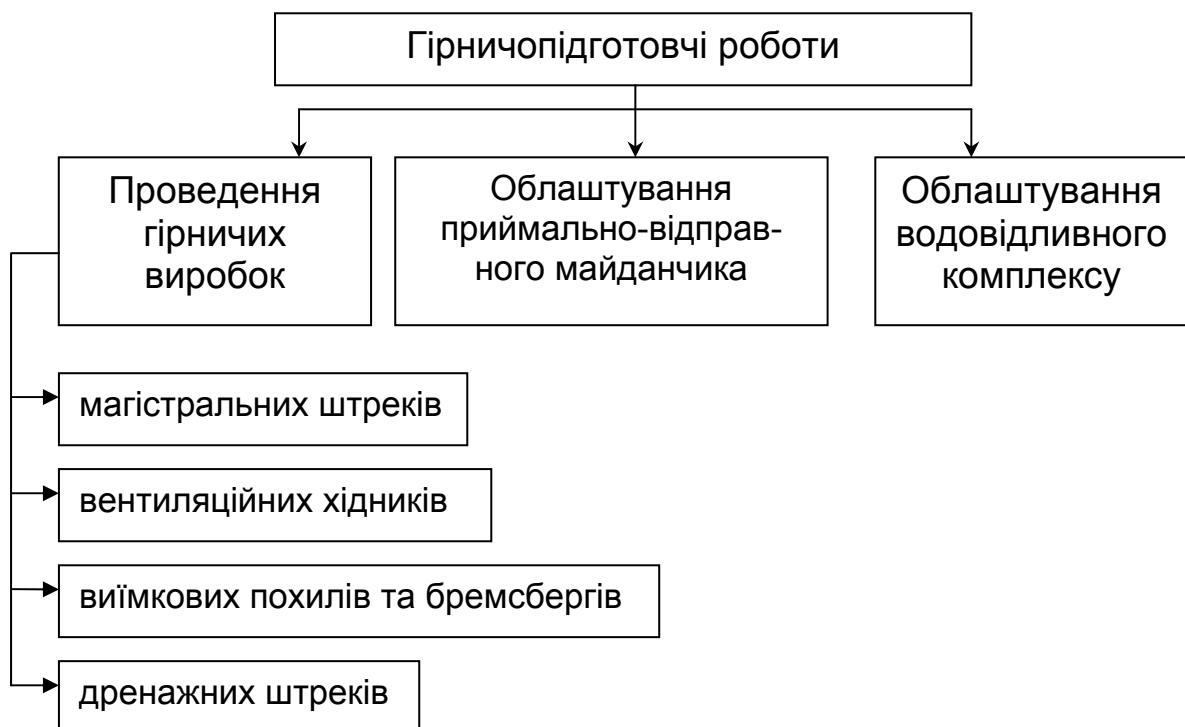 Гірничопідготовчі роботи
Проведення
гірничих
виробок
Облаштування
приймально-відправ-
ного майданчика
Облаштування
водовідливного
комплексу
магістральних штреків
вентиляційних хідників
виїмкових похилів та бремсбергів
дренажних штреків